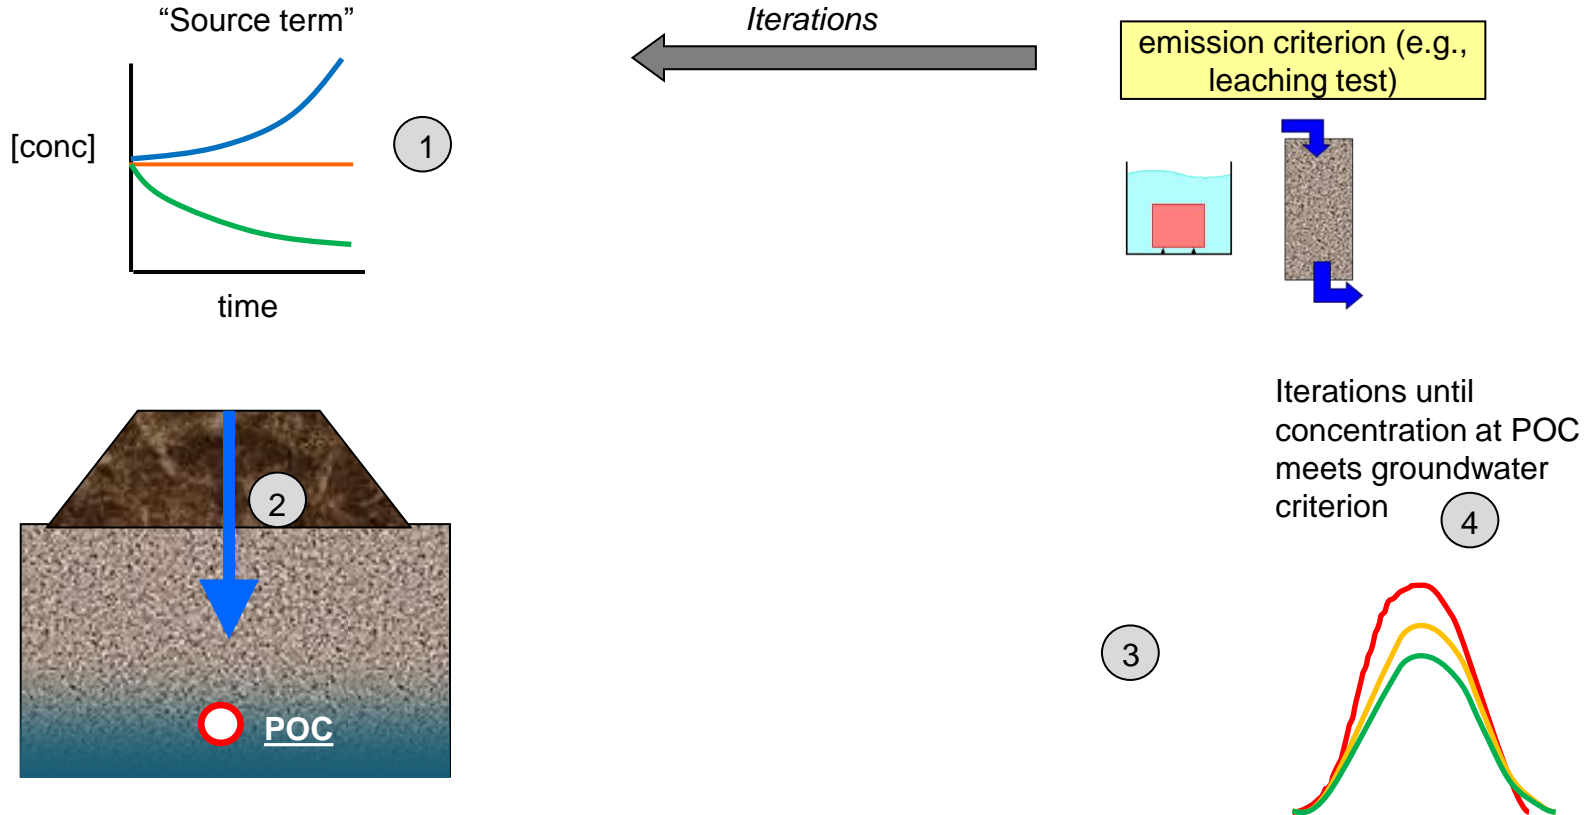 “Source term”
Iterations
emission criterion (e.g.,
leaching test)
[conc]
1
time
2
POC
Iterations until
concentration at POC
meets groundwater
criterion
4
3